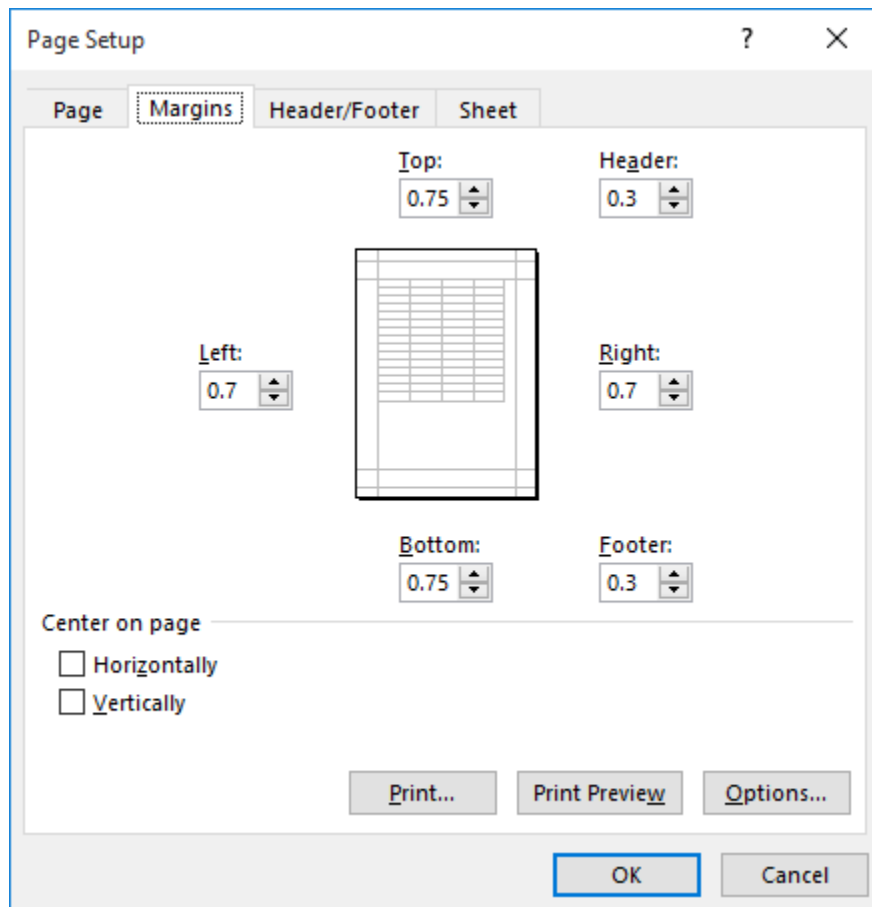 Page Setup ?
Page Margins Header/Footer Sheet
Top: Header:
0.75 0.3
Left: Right:
0.7 0.7
Bottom: Footer:
0.75 0.3
Center on page
Horizontally
Vertically
Print... Print Preview Options...
OK Cancel